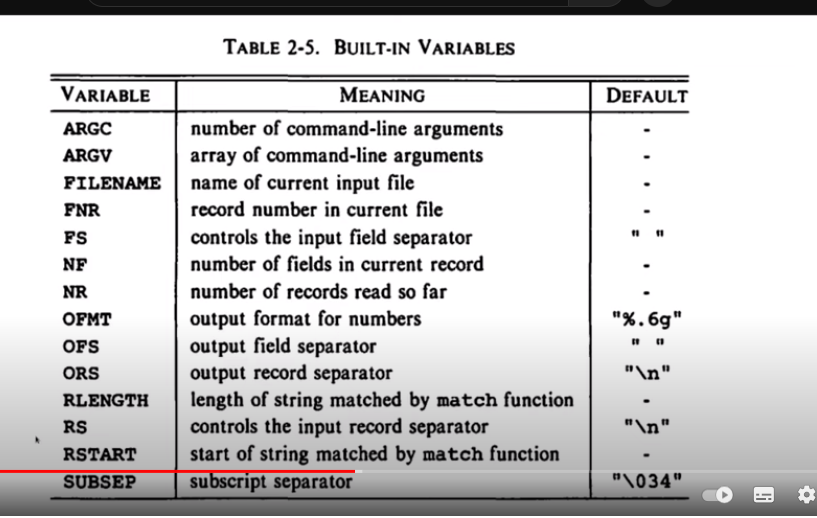 TABLE 2-5. BUILT-IN VARIABLES
VARIABLE MEANING DEFAULT
ARGC number of command-line arguments -
ARGV array of command-line arguments -
FILENAME name of current input file -
FNR record number in current file -
FS controls the input field separator " "
NF number of fields in current record -
NR number of records read so far -
OFMT output format for numbers "%.6g"
OFS output field separator " "
ORS output record separator "\n"
RLENGTH length of string matched by match function -
RS controls the input record separator "\n"
RSTART start of string matched by match function -
SUBSEP subscript separator "\034"